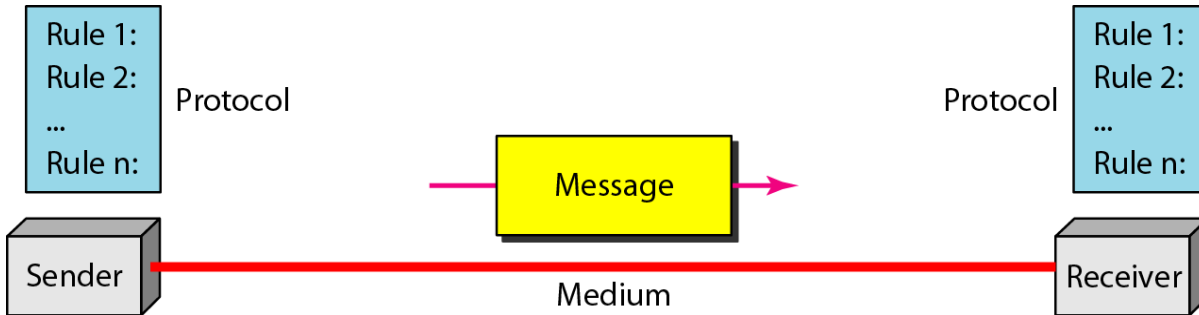 Rule 1:
Rule 2:
...
Rule n:
Protocol
Message
Protocol
Rule 1:
Rule 2:
...
Rule n:
Sender
Medium
Receiver